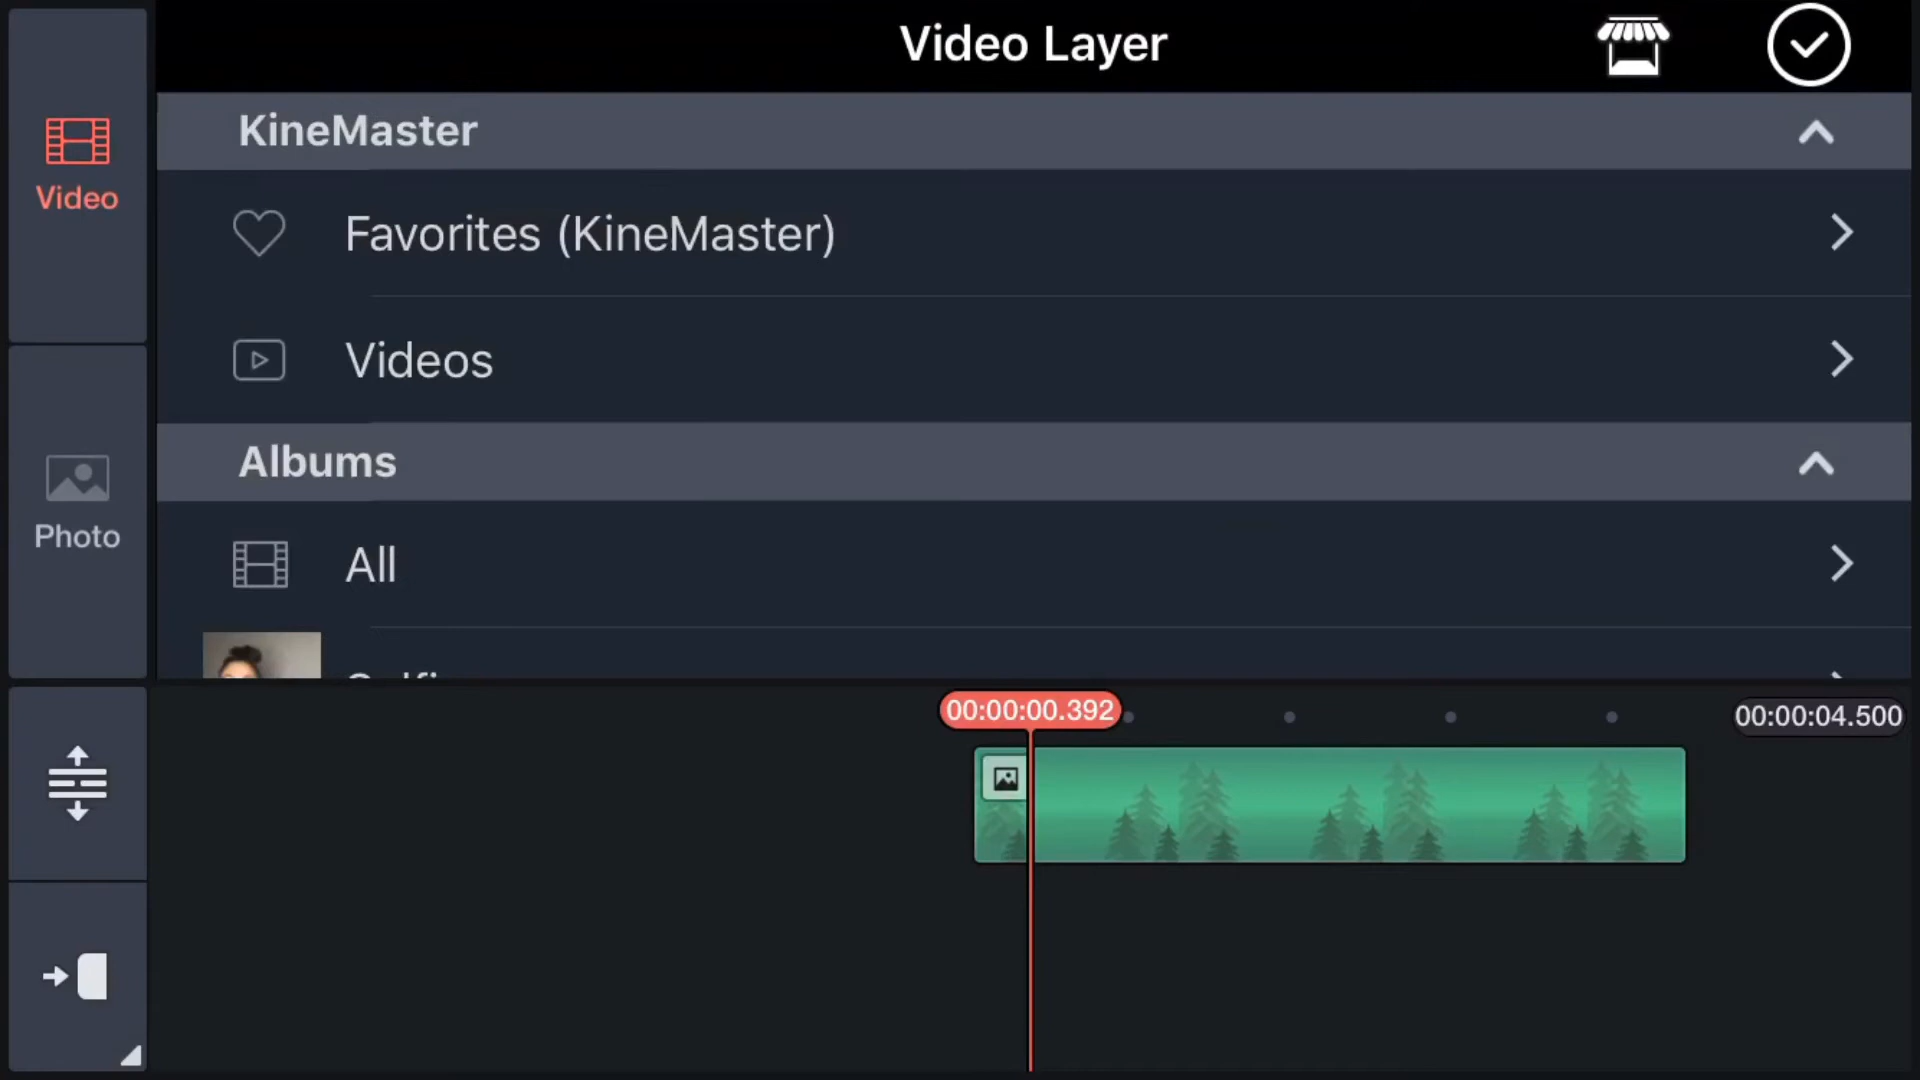 Video Layer
KineMaster
Video
Favorites (KineMaster)
Videos
Albums
Photo
All
00:00:00.392
00:00:04.500